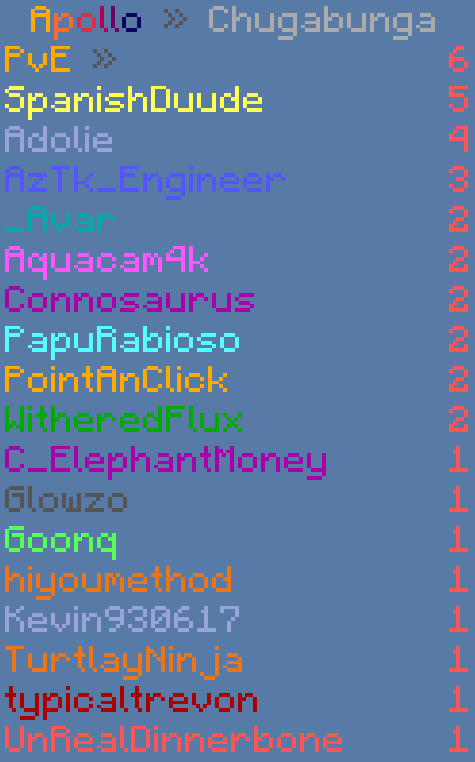 Apollo » Chugabunga
PvE » 6
SpanishDuude 5
Adolie 4
AzTk_Engineer 3
_Avar 2
Aquacam4k 2
Connosaurus 2
PapuRabioso 2
PointAnClick 2
WitheredFlux 2
C_ElephantMoney 1
Glowzo 1
Goonq 1
hiyoumethod 1
Kevin930617 1
TurtlayNinja 1
typicaltrevon 1
UnRealDinnerbone 1